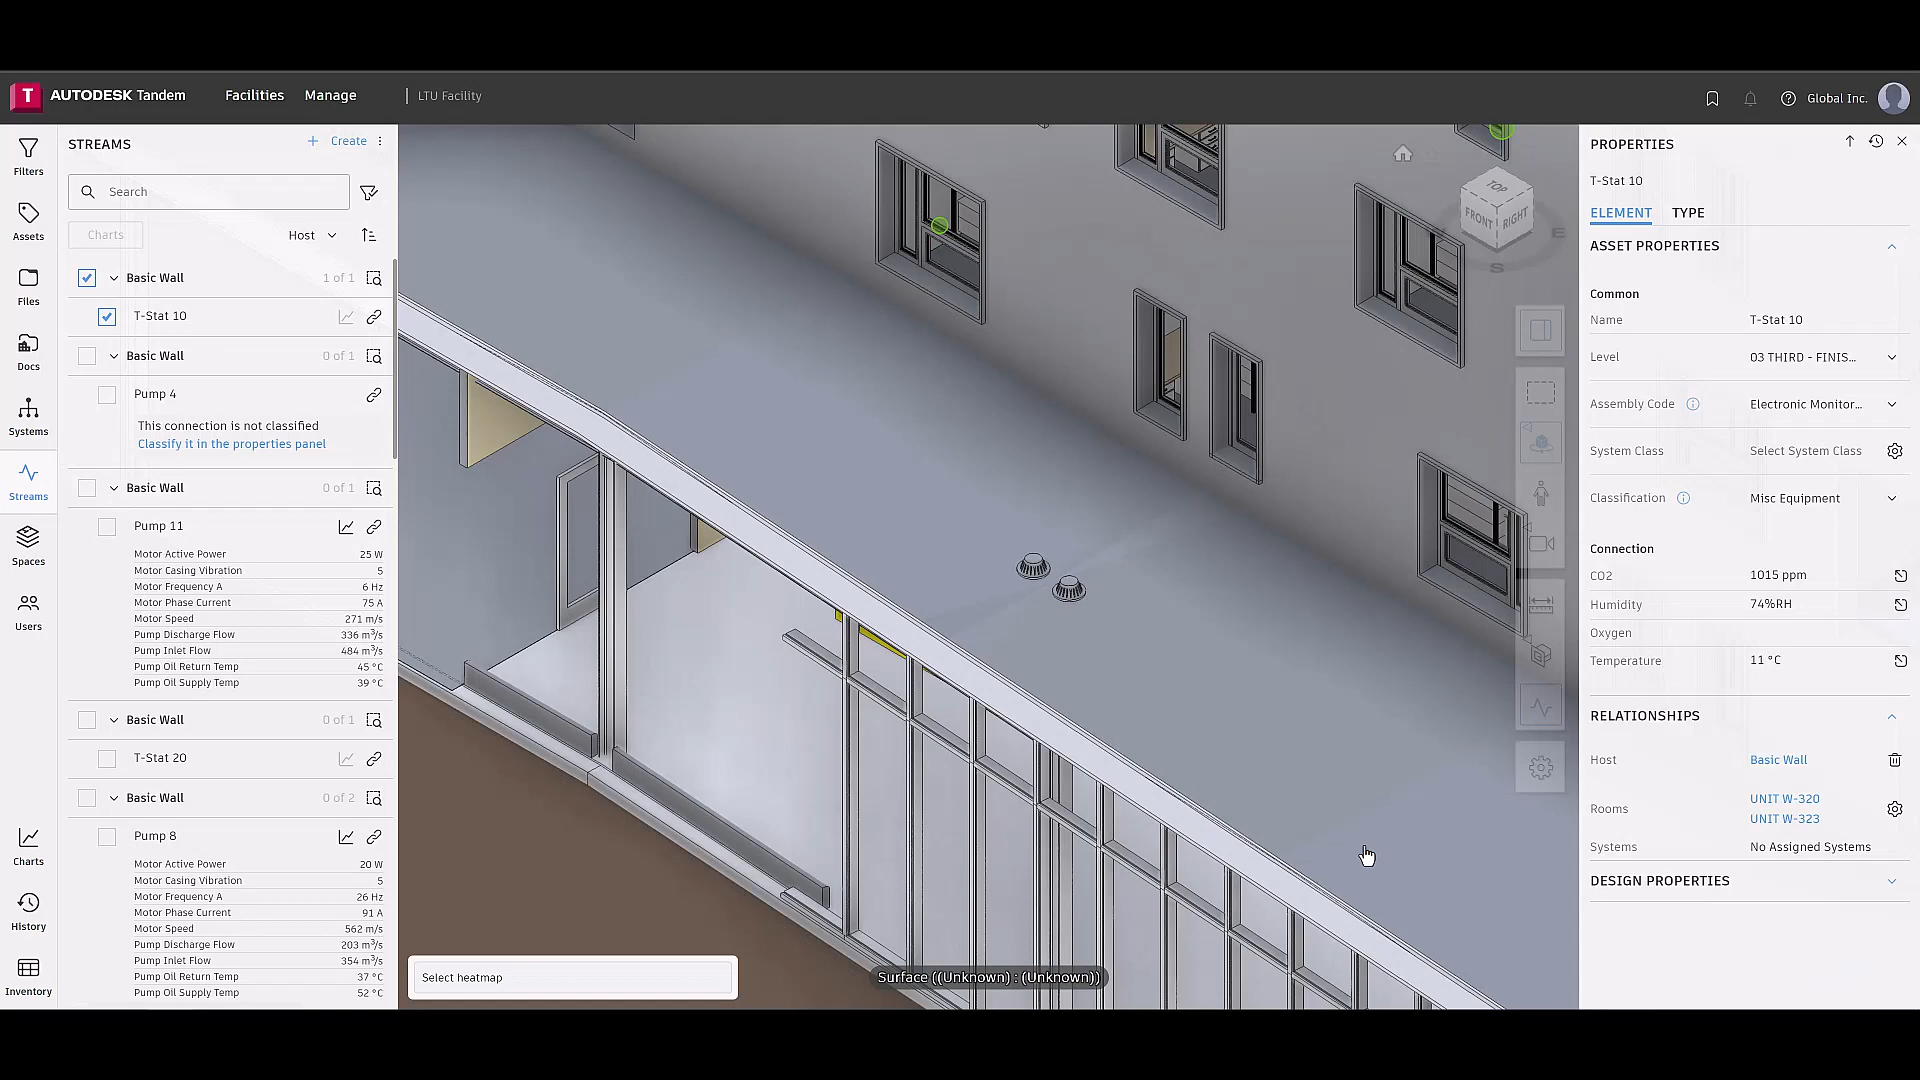 T AUTODESK Tandem
Facilities
Manage
LTU Facility
Global Inc.
Filters
Assets
Files
Docs
Systems
Streams
Spaces
Users
Charts
History
Inventory
STREAMS
+ Create
Search
Charts
Host
Basic Wall 1 of 1
T-Stat 10
Basic Wall 0 of 1
Pump 4
This connection is not classified
Classify it in the properties panel
Basic Wall 0 of 1
Pump 11
Motor Active Power 25 W
Motor Casing Vibration 5
Motor Frequency A 6 Hz
Motor Phase Current 75 A
Motor Speed 271 m/s
Pump Discharge Flow 336 m³/s
Pump Inlet Flow 484 m³/s
Pump Oil Return Temp 45 °C
Pump Oil Supply Temp 39 °C
Basic Wall 0 of 1
T-Stat 20
Basic Wall 0 of 2
Pump 8
Motor Active Power 20 W
Motor Casing Vibration 5
Motor Frequency A 26 Hz
Motor Phase Current 91 A
Motor Speed 562 m/s
Pump Discharge Flow 203 m³/s
Pump Inlet Flow 354 m³/s
Pump Oil Return Temp 37 °C
Pump Oil Supply Temp 52 °C
TOP
FRONT
RIGHT
E
S
Select heatmap
Surface ((Unknown) : (Unknown))
PROPERTIES
T-Stat 10
ELEMENT TYPE
ASSET PROPERTIES
Common
Name T-Stat 10
Level 03 THIRD - FINIS...
Assembly Code Electronic Monitor...
System Class Select System Class
Classification Misc Equipment
Connection
CO2 1015 ppm
Humidity 74%RH
Oxygen
Temperature 11 °C
RELATIONSHIPS
Host Basic Wall
Rooms UNIT W-320
UNIT W-323
Systems No Assigned Systems
DESIGN PROPERTIES